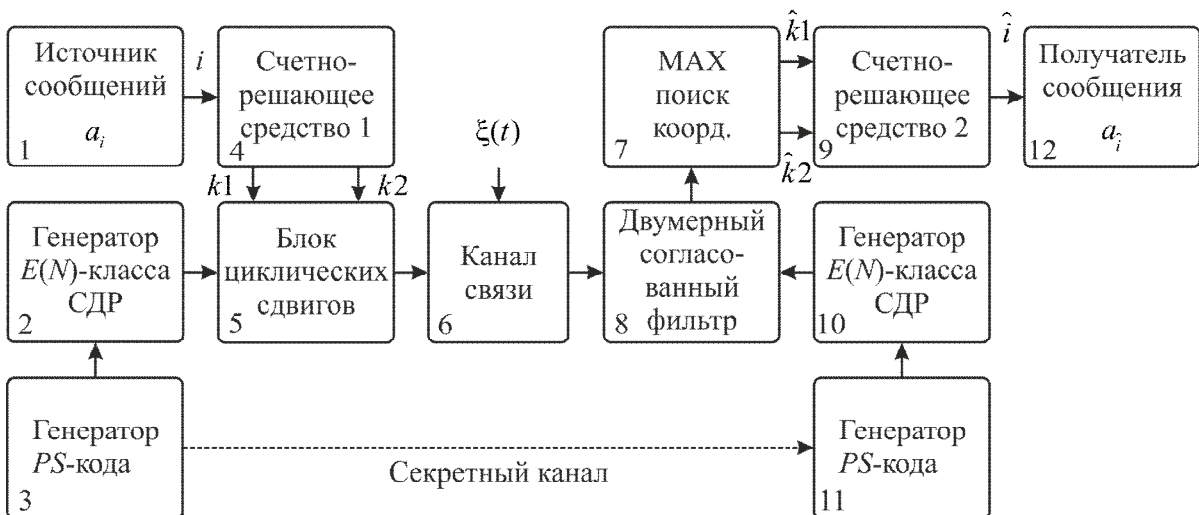 Источник
сообщений
a_i
1
i
Счетно-
решающее
средство 1
4
k1
k2
ξ(t)
MAX
поиск
коорд.
7
k̂1
k̂2
Счетно-
решающее
средство 2
9
î
Получатель
сообщения
a_î
12
Генератор
E(N)-класса
СДР
2
Блок
циклических
сдвигов
5
Канал
связи
6
Двумерный
согласо-
ванный
фильтр
8
Генератор
E(N)-класса
СДР
10
Генератор
PS-кода
3
Секретный канал
Генератор
PS-кода
11